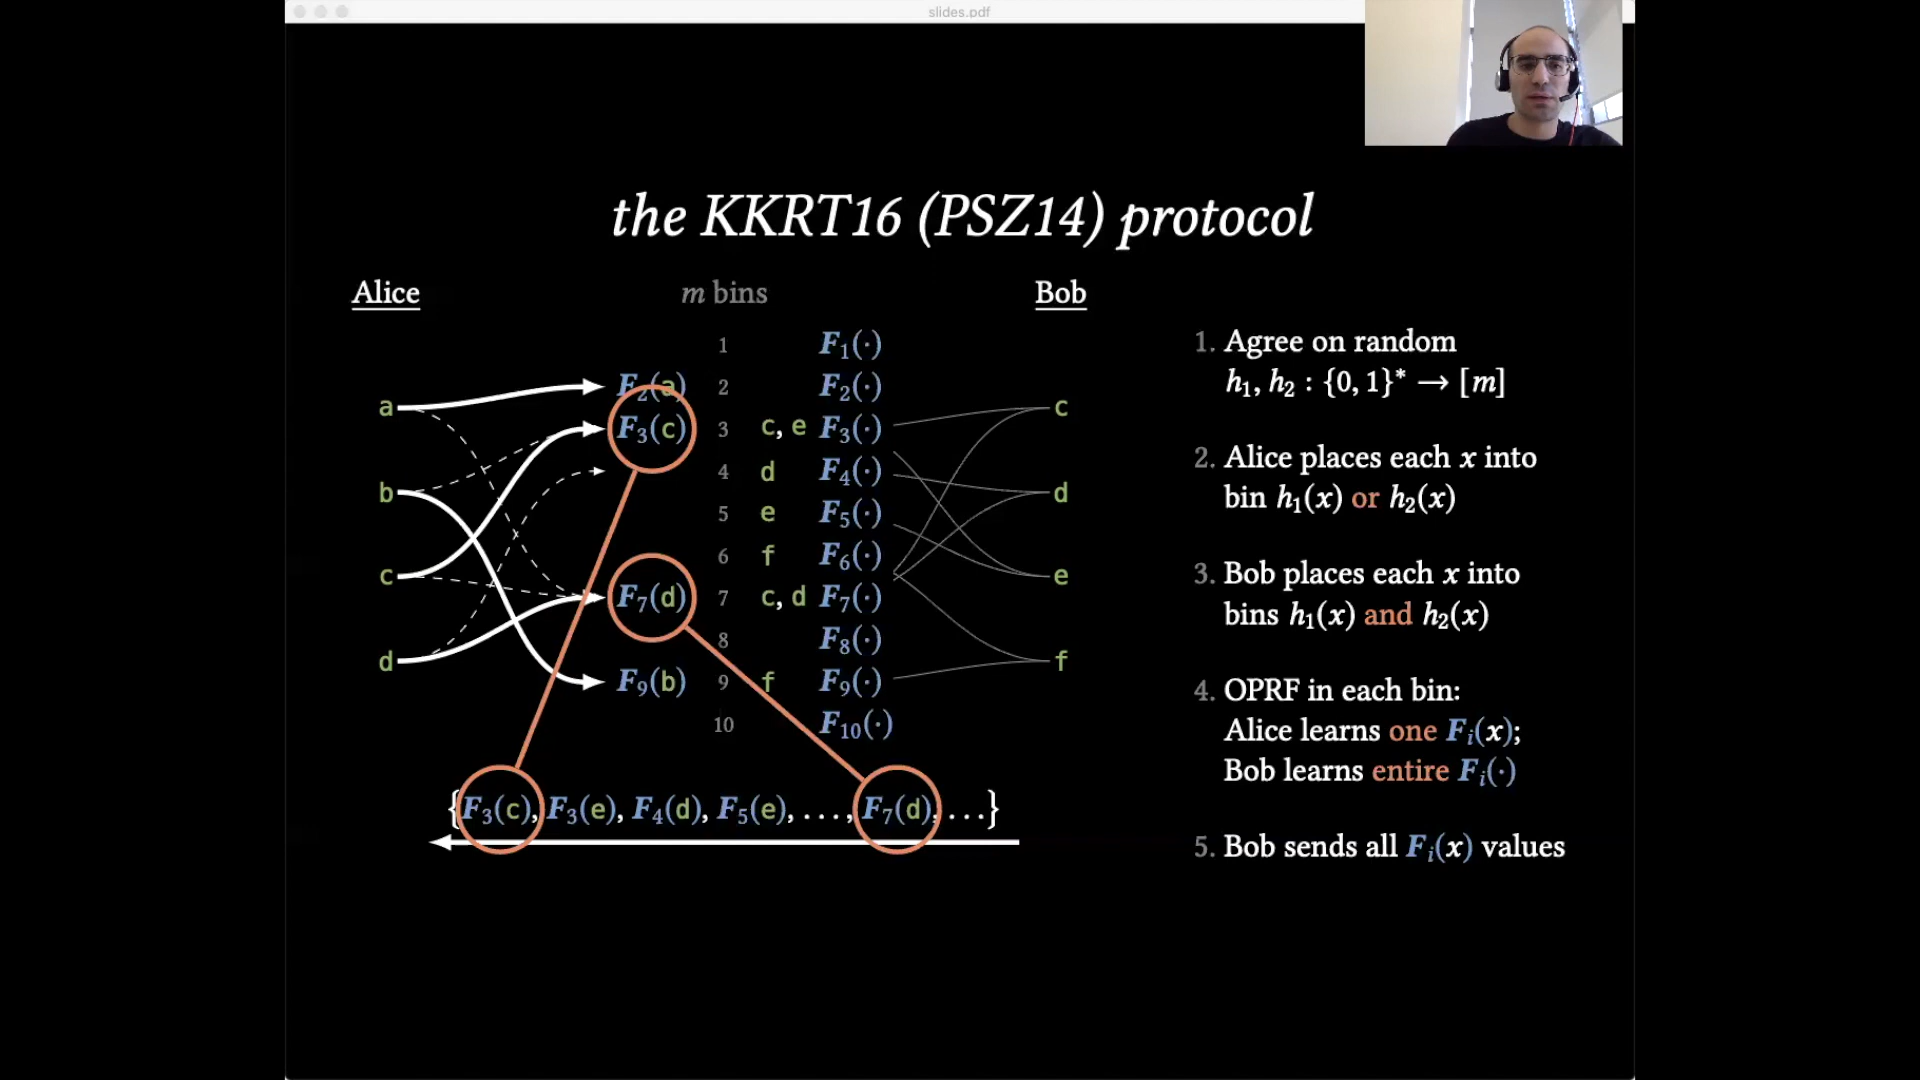 slides.pdf
the KKRT16 (PSZ14) protocol
Alice
m bins
Bob
1 F₁(·)
a F₂(a) 2 F₂(·)
F₃(c) 3 c, e F₃(·) c
4 d F₄(·)
b 5 e F₅(·) d
6 f F₆(·)
c F₇(d) 7 c, d F₇(·) e
8 F₈(·)
d F₉(b) 9 f F₉(·) f
10 F₁₀(·)
{F₃(c), F₃(e), F₄(d), F₅(e), ..., F₇(d), ...}
1. Agree on random
h₁, h₂ : {0, 1}* → [m]
2. Alice places each x into
bin h₁(x) or h₂(x)
3. Bob places each x into
bins h₁(x) and h₂(x)
4. OPRF in each bin:
Alice learns one Fᵢ(x);
Bob learns entire Fᵢ(·)
5. Bob sends all Fᵢ(x) values